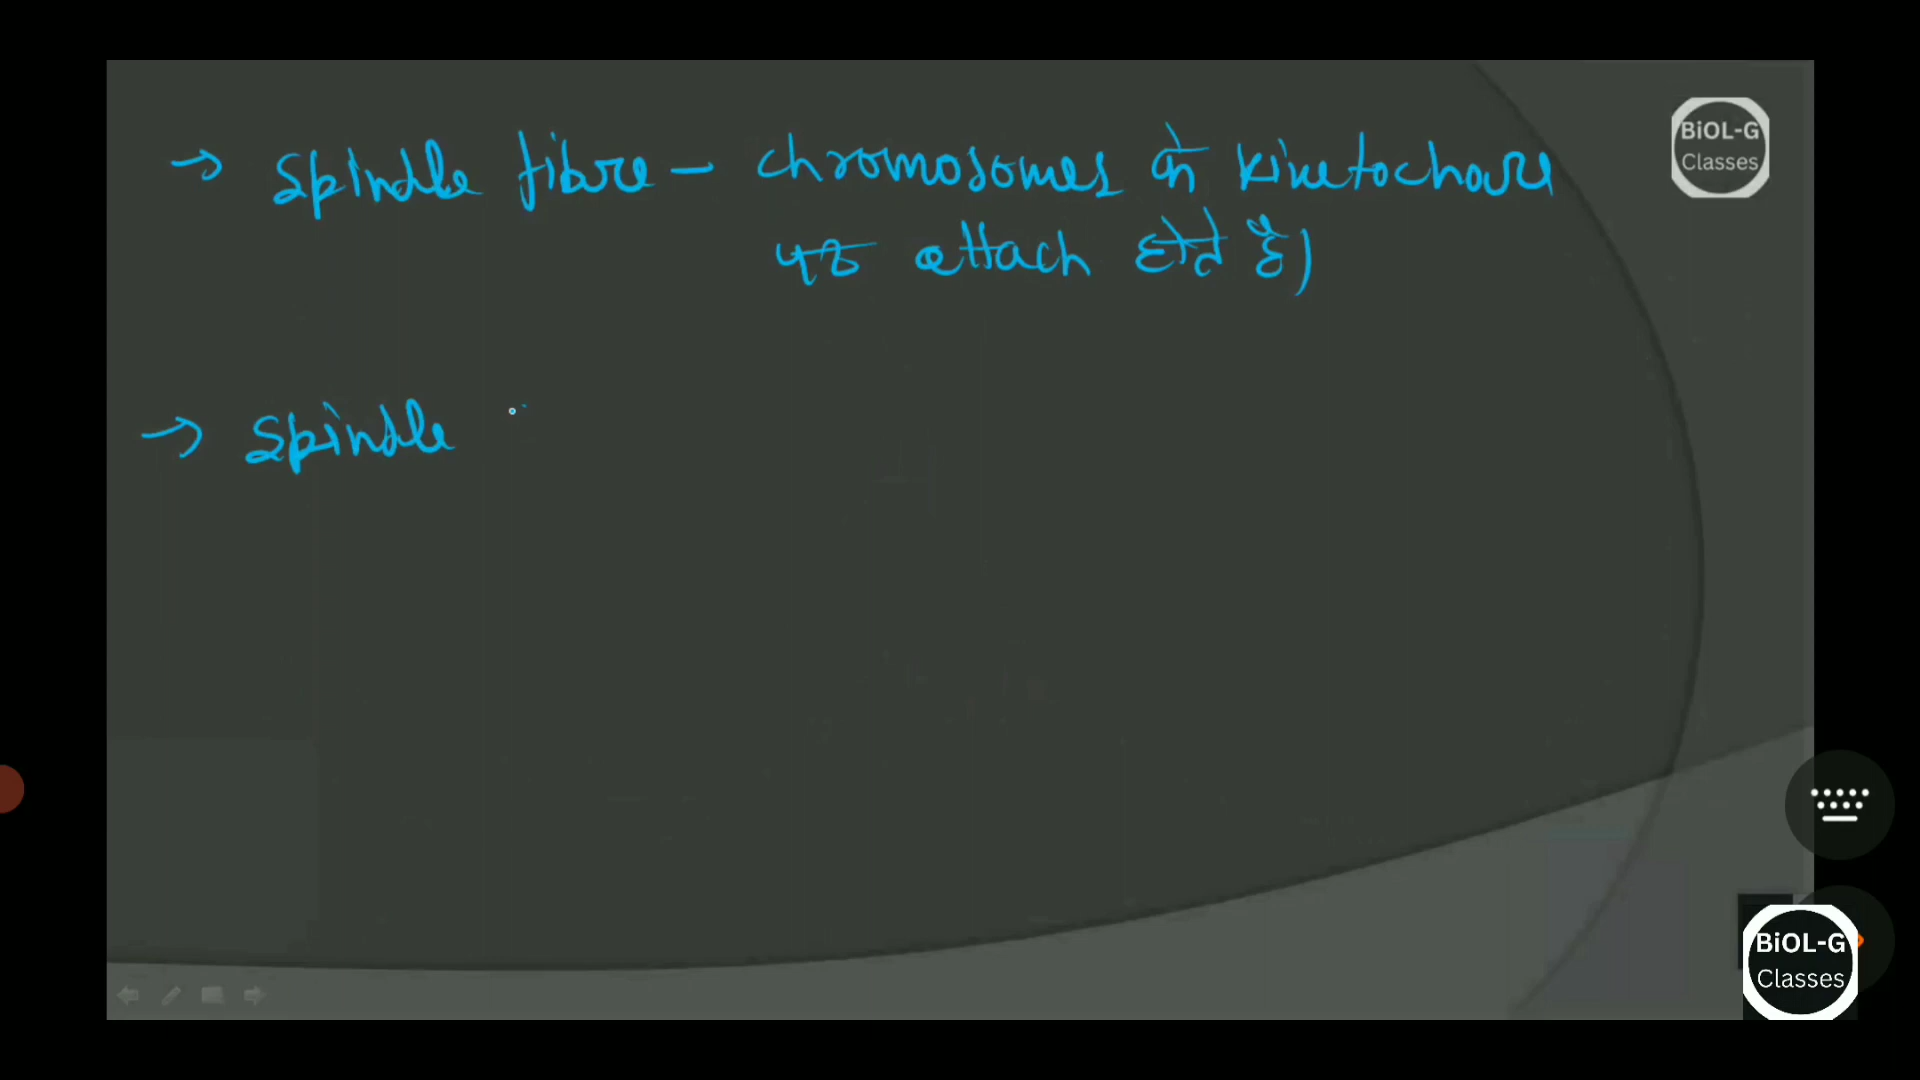 → Spindle fibre - chromosomes के kinetochore
पर attach होते है)
→ Spindle
BiOL-G
Classes
BiOL-G
Classes